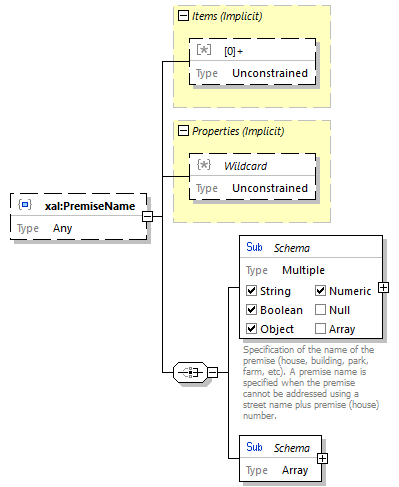 Items (Implicit)
[0]+
Type Unconstrained
Properties (Implicit)
Wildcard
Type Unconstrained
xal:PremiseName
Type Any
Sub Schema
Type Multiple
String Numeric
Boolean Null
Object Array
Specification of the name of the
premise (house, building, park,
farm, etc). A premise name is
specified when the premise
cannot be addressed using a
street name plus premise (house)
number.
Sub Schema
Type Array